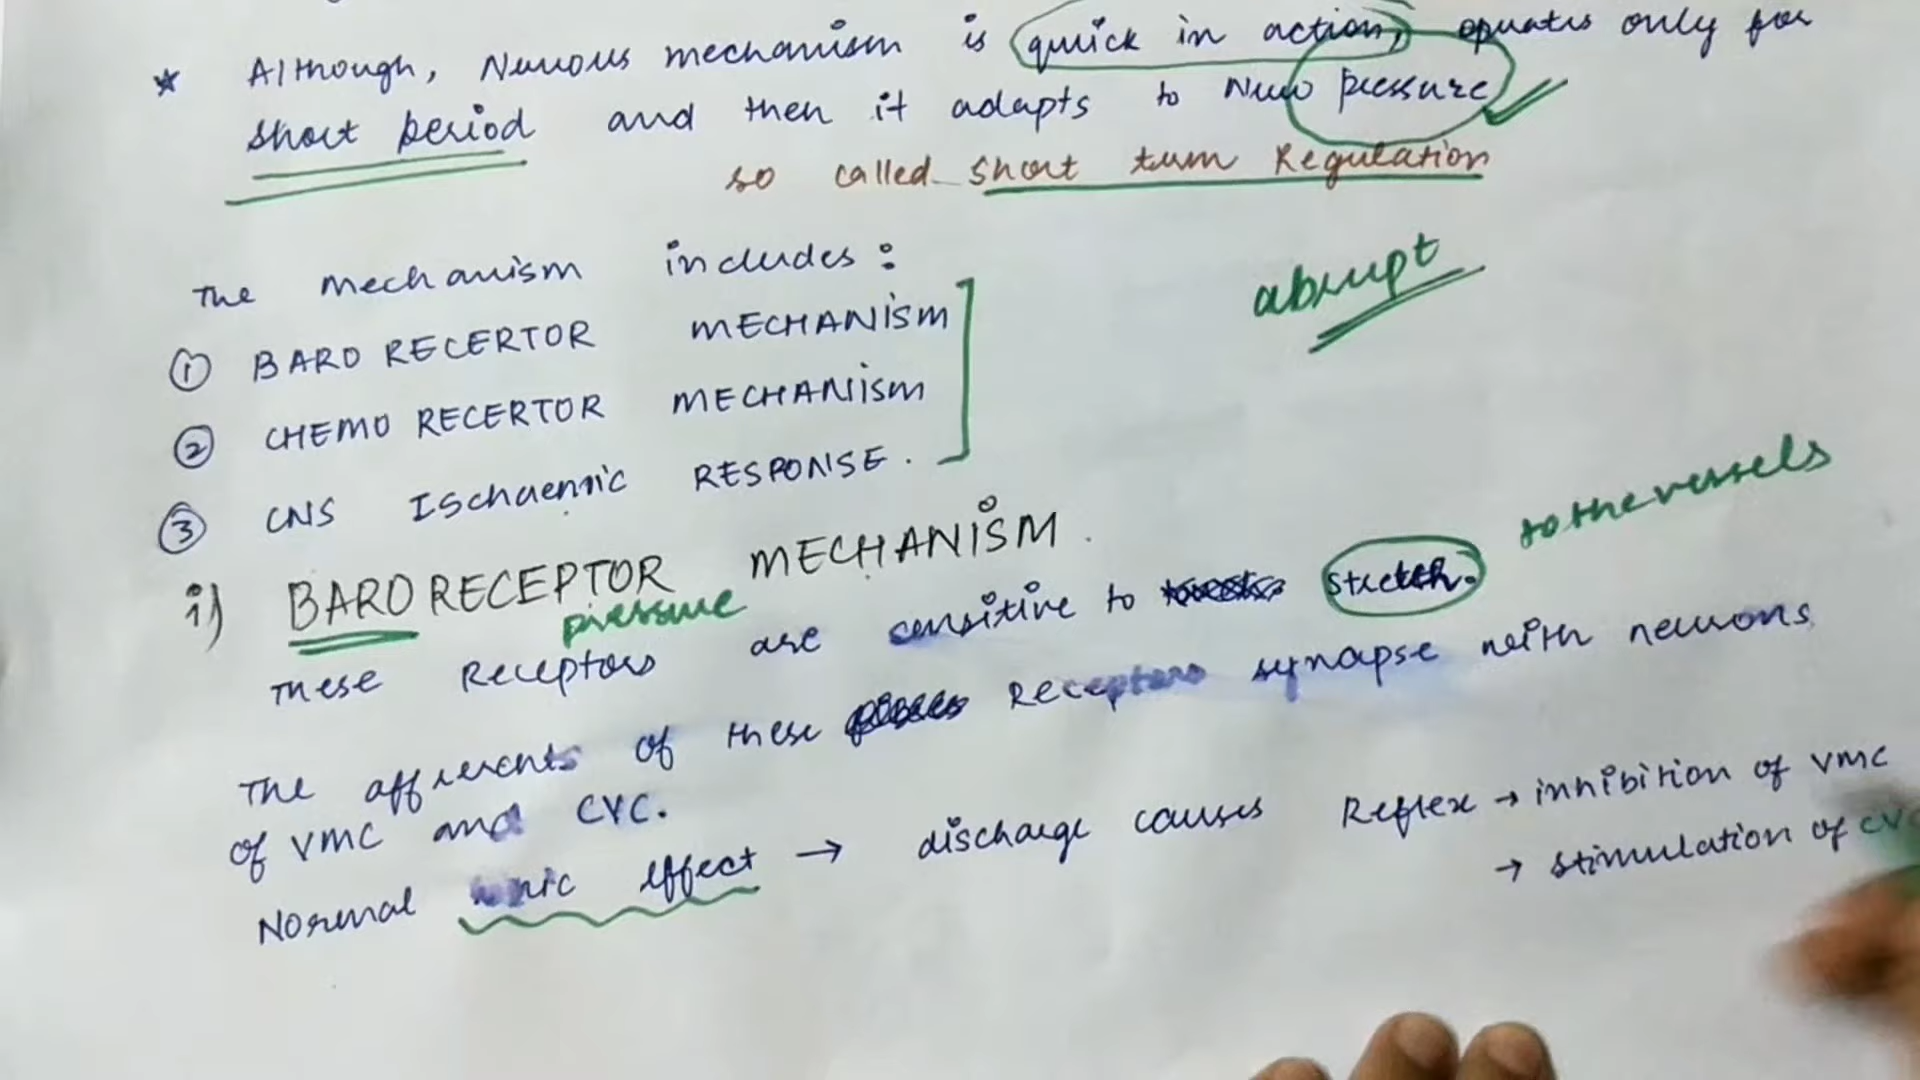 * Although, Nervous mechanism is quick in action, operates only for
short period and then it adapts to New pressure
so called short term Regulation
abrupt
The mechanism includes:
① BARO RECERTOR MECHANISM
② CHEMO RECERTOR MECHANIISM
③ CNS Ischaemic RESPONSE.
i) BARORECEPTOR MECHANISM.
pressure
to the vessels
These Receptors are sensitive to stretch.
The afferents of these Receptors synapse with neurons
of VMC and CVC.
Normal tonic effect → discharge causes Reflex → inhibition of VMC
→ stimulation of CVC